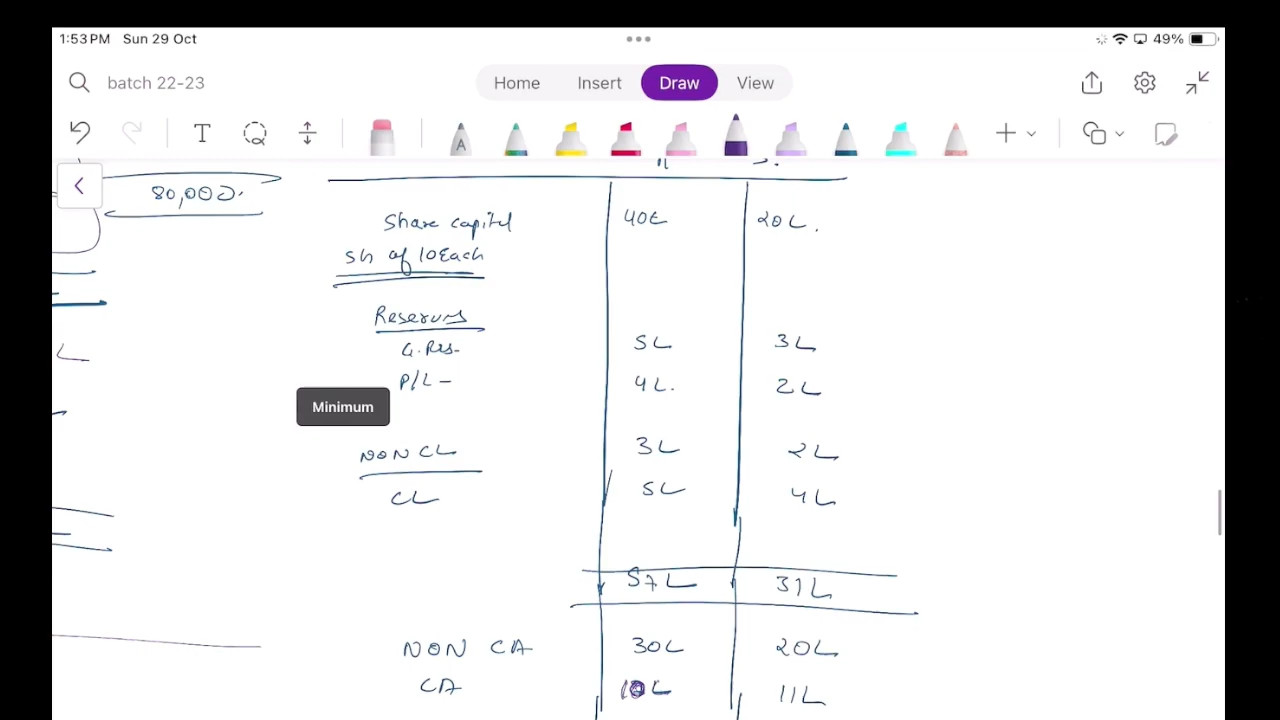 1:53 PM Sun 29 Oct 49%
batch 22-23 Home Insert Draw View
T A
80,000.
Share capital 40L 20L.
Sh of 10 Each
Reserves
G. Res. 5L 3L
P/L - 4L. 2L
Minimum
NON CL 3L 2L
CL 5L 4L
57L 31L
NON CA 30L 20L
CA 11L